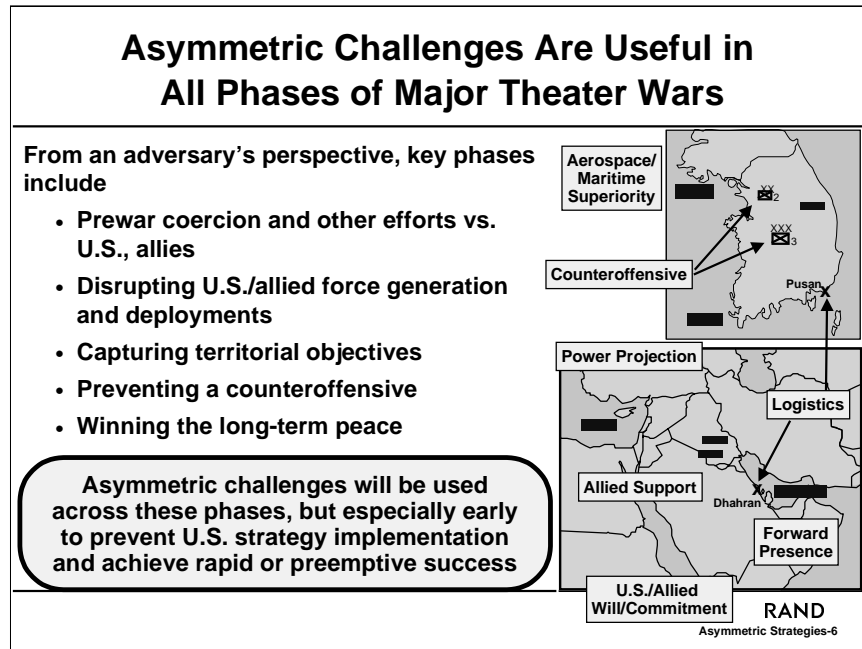 Asymmetric Challenges Are Useful in
All Phases of Major Theater Wars
From an adversary's perspective, key phases
include
• Prewar coercion and other efforts vs.
U.S., allies
• Disrupting U.S./allied force generation
and deployments
• Capturing territorial objectives
• Preventing a counteroffensive
• Winning the long-term peace
Asymmetric challenges will be used
across these phases, but especially early
to prevent U.S. strategy implementation
and achieve rapid or preemptive success
Aerospace/
Maritime
Superiority
XX
2
XXX
3
Counteroffensive
Pusan
X
Power Projection
Logistics
Allied Support
X
Dhahran
Forward
Presence
U.S./Allied
Will/Commitment
RAND
Asymmetric Strategies-6